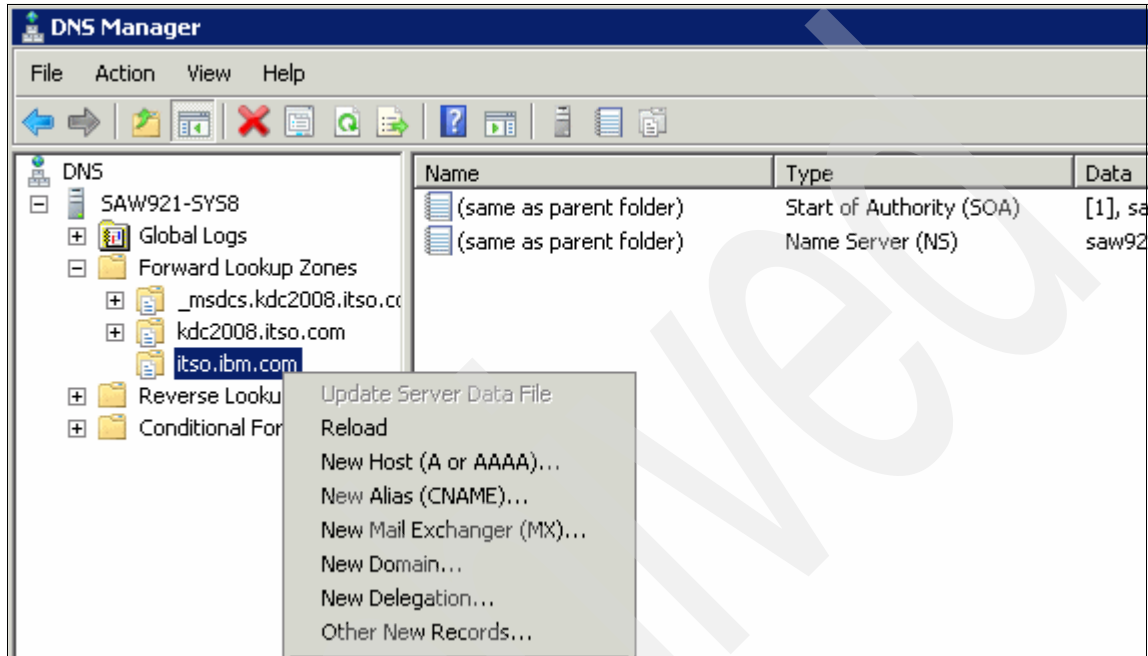 DNS Manager
File Action View Help
DNS
SAW921-SYS8
Global Logs
Forward Lookup Zones
_msdcs.kdc2008.itso.co
kdc2008.itso.com
itso.ibm.com
Reverse Looku
Conditional For
Name Type Data
(same as parent folder) Start of Authority (SOA) [1], sa
(same as parent folder) Name Server (NS) saw92
Update Server Data File
Reload
New Host (A or AAAA)...
New Alias (CNAME)...
New Mail Exchanger (MX)...
New Domain...
New Delegation...
Other New Records...